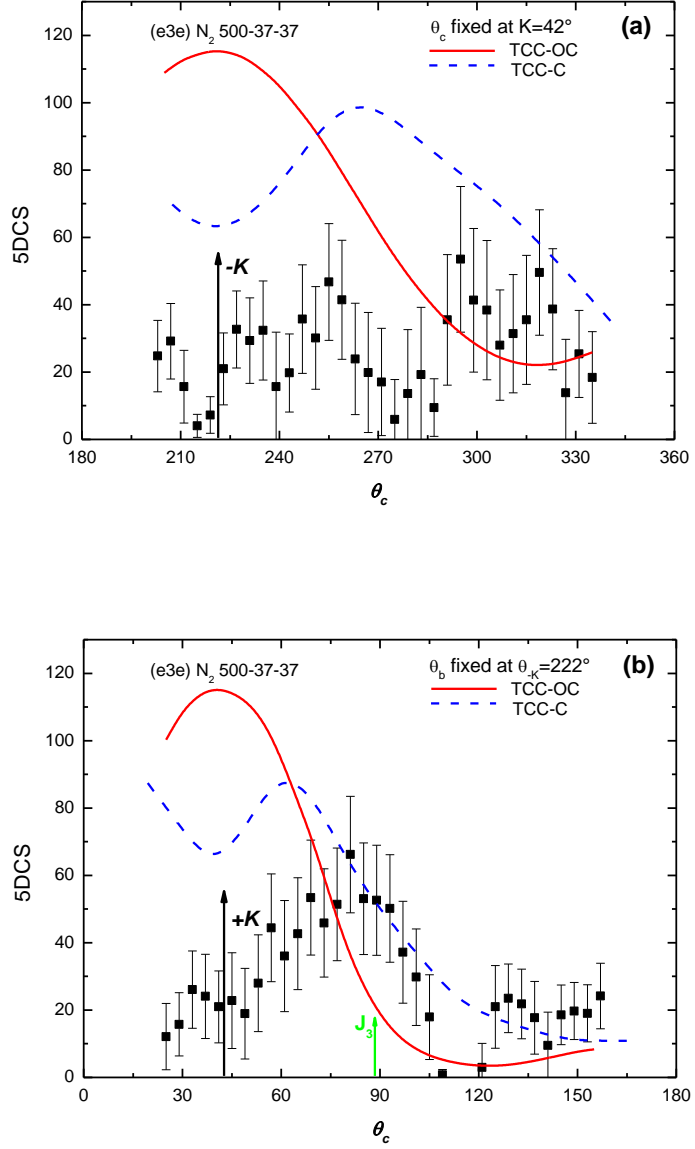 (e3e) N2 500-37-37
θc fixed at K=42°
(a)
TCC-OC
TCC-C
120
100
80
60
40
20
0
5DCS
-K
180 210 240 270 300 330 360
θc
(e3e) N2 500-37-37
θb fixed at θ-K=222°
(b)
TCC-OC
TCC-C
120
100
80
60
40
20
0
5DCS
+K
J3
0 30 60 90 120 150 180
θc